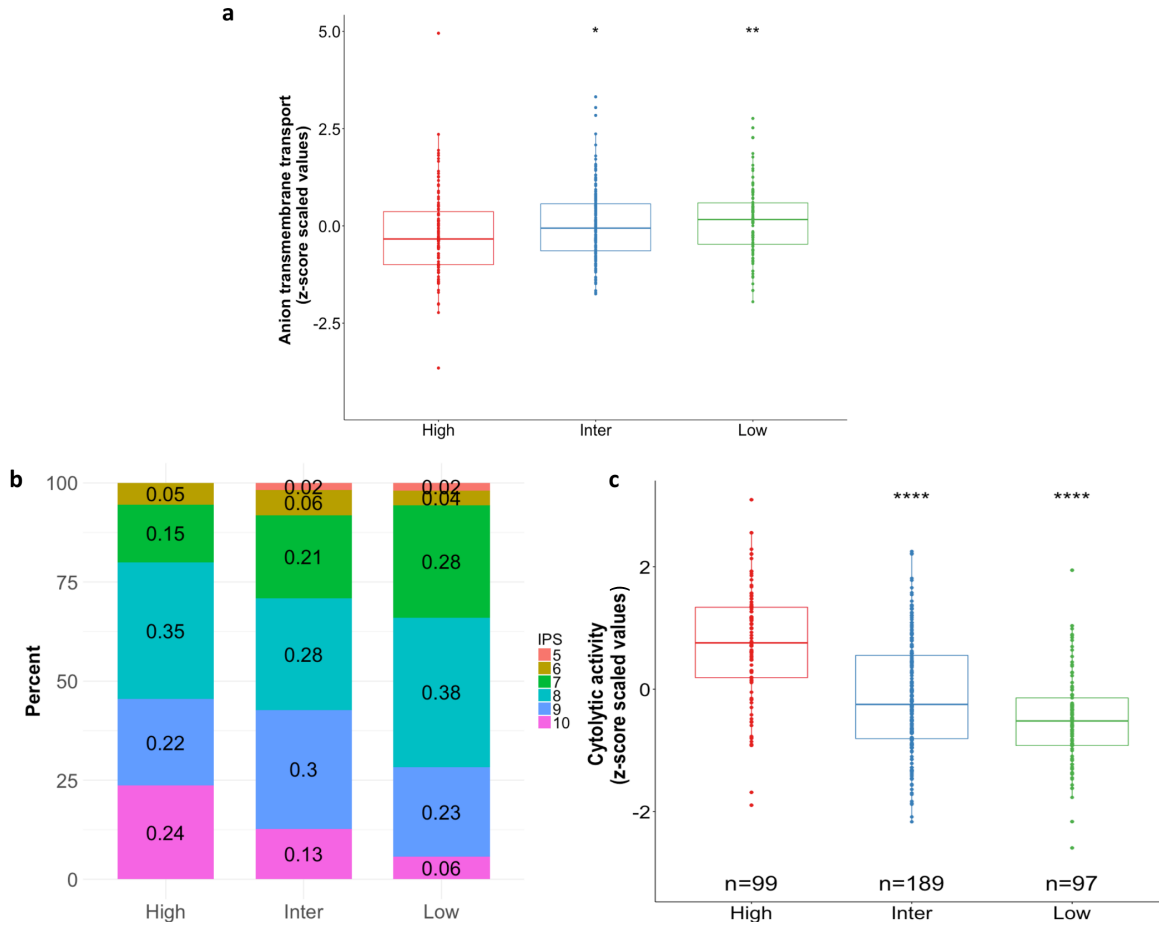 a
Anion transmembrane transport
(z-score scaled values)
5.0
2.5
0.0
-2.5
* **
High Inter Low
b
Percent
100
75
50
25
0
0.05 0.02 0.02
0.06 0.04
0.15 0.21 0.28
0.35 0.28 0.38
0.22 0.3 0.23
0.24 0.13 0.06
High Inter Low
IPS
5
6
7
8
9
10
c
Cytolytic activity
(z-score scaled values)
2
0
-2
**** ****
n=99 n=189 n=97
High Inter Low